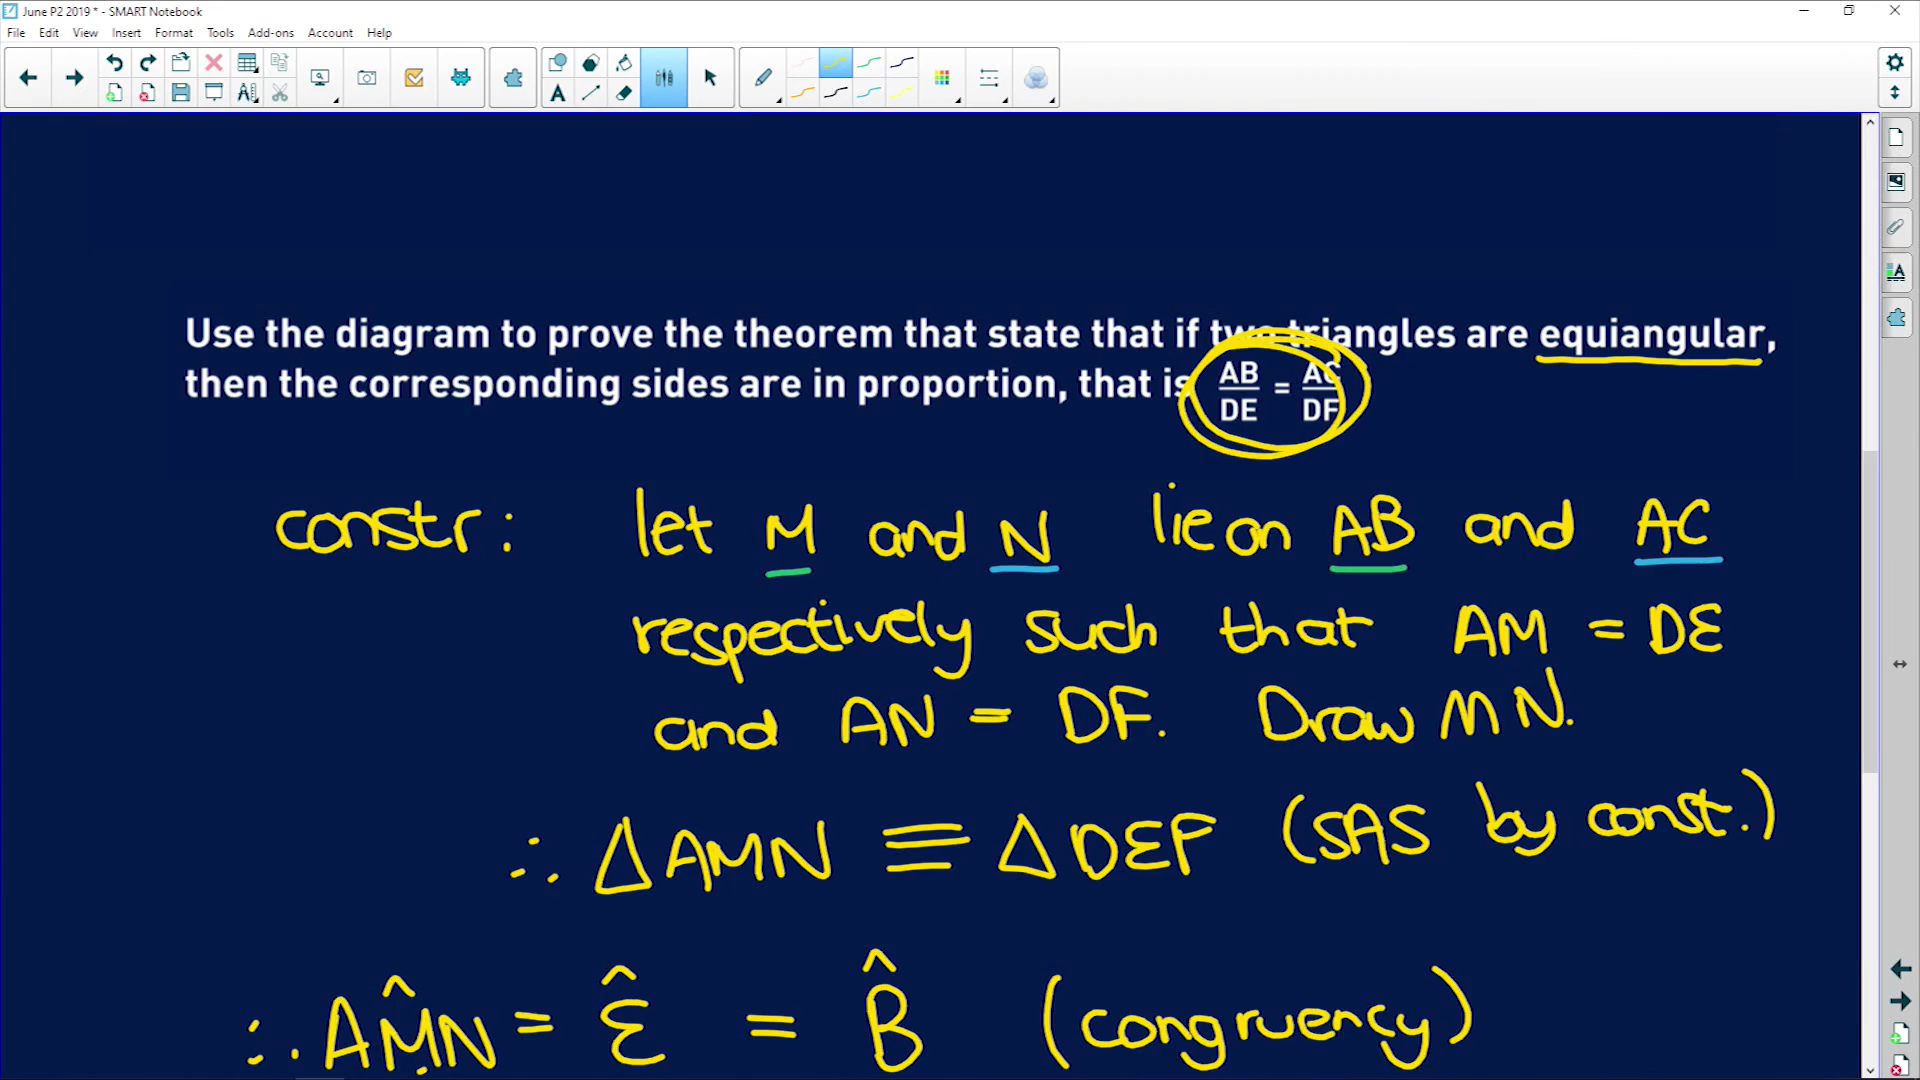 June P2 2019 * - SMART Notebook
File Edit View Insert Format Tools Add-ons Account Help
Use the diagram to prove the theorem that state that if two triangles are equiangular,
then the corresponding sides are in proportion, that is AB/DE = AC/DF
constr: let M and N lie on AB and AC
respectively such that AM = DE
and AN = DF. Draw MN.
∴ △AMN ≡ △DEF (SAS by const.)
∴ AM̂N = Ê = B̂ (congruency)